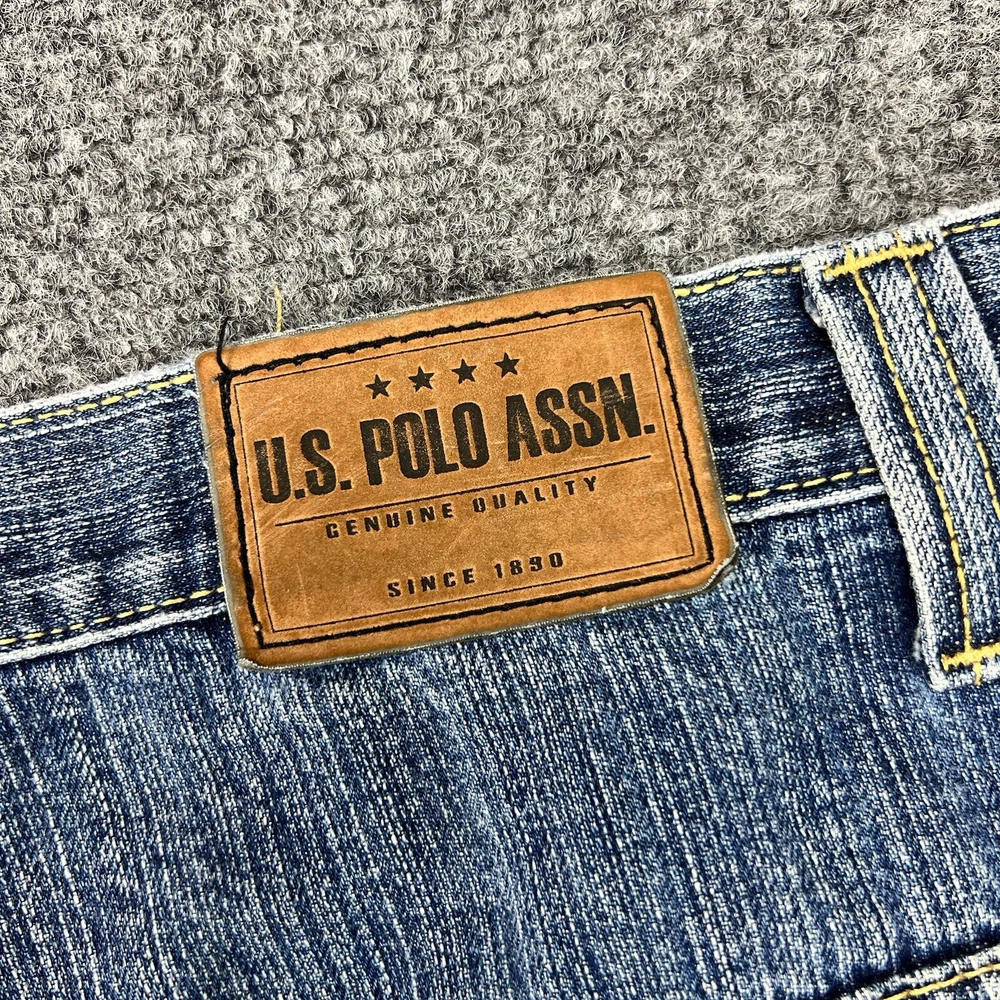 U.S. POLO ASSN.
GENUINE QUALITY
SINCE 1890